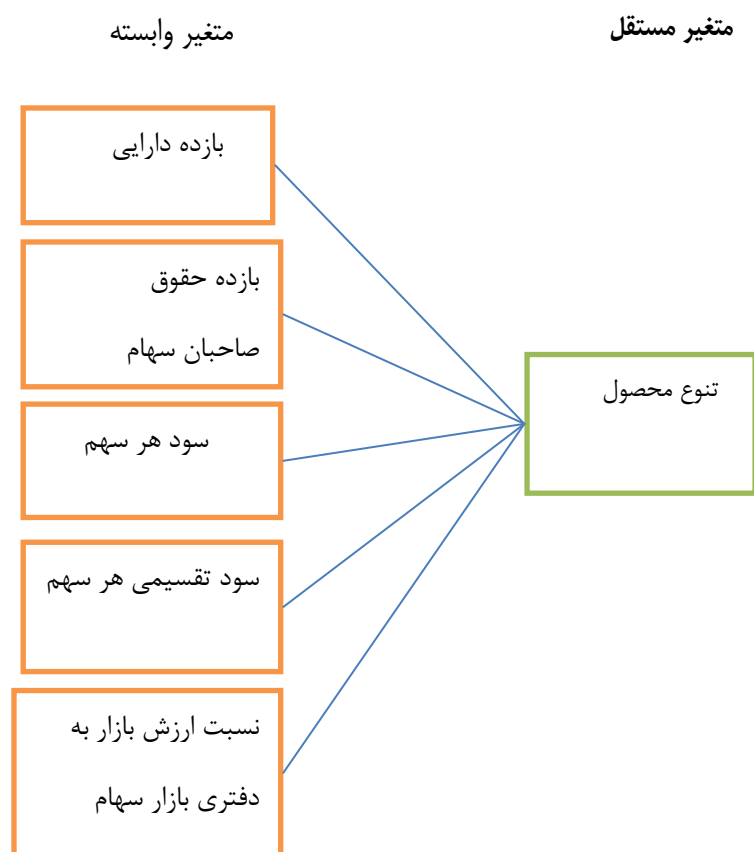 متغیر مستقل
متغیر وابسته
بازده دارایی
بازده حقوق
صاحبان سهام
تنوع محصول
سود هر سهم
سود تقسیمی هر سهم
نسبت ارزش بازار به
دفتری بازار سهام